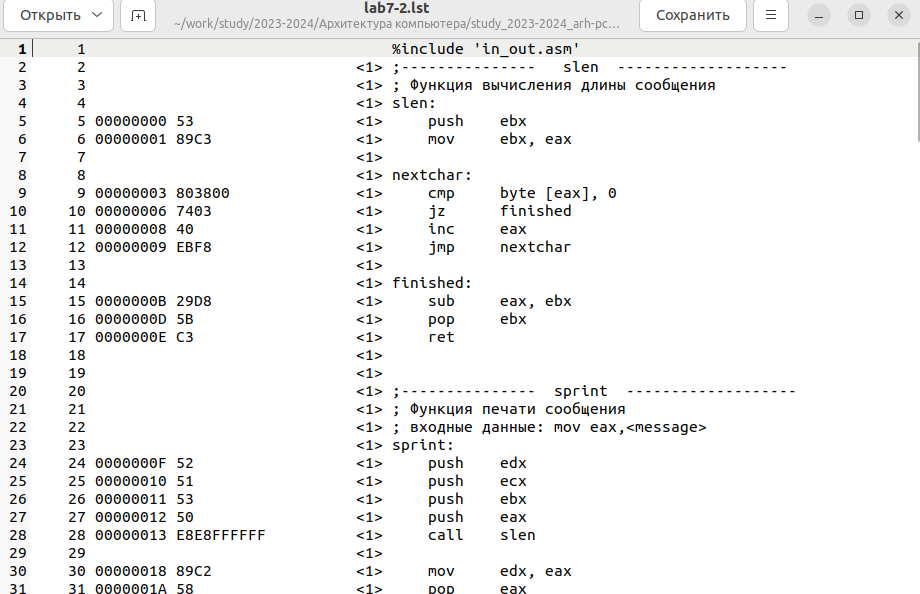 Открыть
lab7-2.lst
~/work/study/2023-2024/Архитектура компьютера/study_2023-2024_arh-pc...
Сохранить
1 1 %include 'in_out.asm'
2 2 <1> ;--------------- slen -------------------
3 3 <1> ; Функция вычисления длины сообщения
4 4 <1> slen:
5 5 00000000 53 <1> push ebx
6 6 00000001 89C3 <1> mov ebx, eax
7 7 <1>
8 8 <1> nextchar:
9 9 00000003 803800 <1> cmp byte [eax], 0
10 10 00000006 7403 <1> jz finished
11 11 00000008 40 <1> inc eax
12 12 00000009 EBF8 <1> jmp nextchar
13 13 <1>
14 14 <1> finished:
15 15 0000000B 29D8 <1> sub eax, ebx
16 16 0000000D 5B <1> pop ebx
17 17 0000000E C3 <1> ret
18 18 <1>
19 19 <1>
20 20 <1> ;--------------- sprint -------------------
21 21 <1> ; Функция печати сообщения
22 22 <1> ; входные данные: mov eax,<message>
23 23 <1> sprint:
24 24 0000000F 52 <1> push edx
25 25 00000010 51 <1> push ecx
26 26 00000011 53 <1> push ebx
27 27 00000012 50 <1> push eax
28 28 00000013 E8E8FFFFFF <1> call slen
29 29 <1>
30 30 00000018 89C2 <1> mov edx, eax
31 31 0000001A 58 <1> pop eax